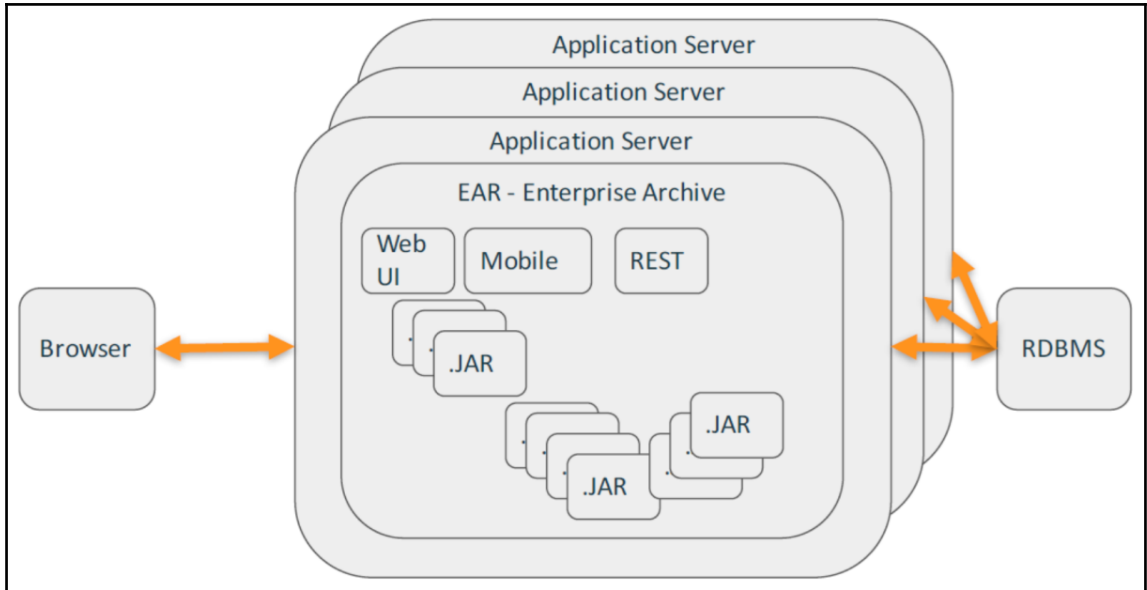 Application Server
Application Server
Application Server
EAR - Enterprise Archive
Web
UI
Mobile
REST
Browser
.JAR
.JAR
.JAR
RDBMS